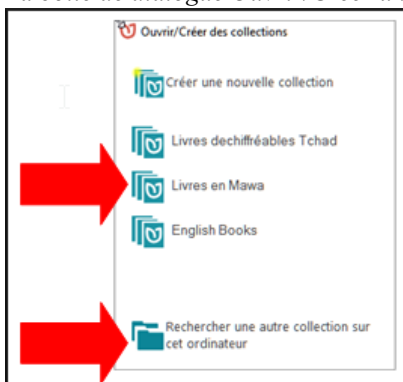 Ouvrir/Créer des collections
Créer une nouvelle collection
Livres dechiffréables Tchad
Livres en Mawa
English Books
Rechercher une autre collection sur
cet ordinateur